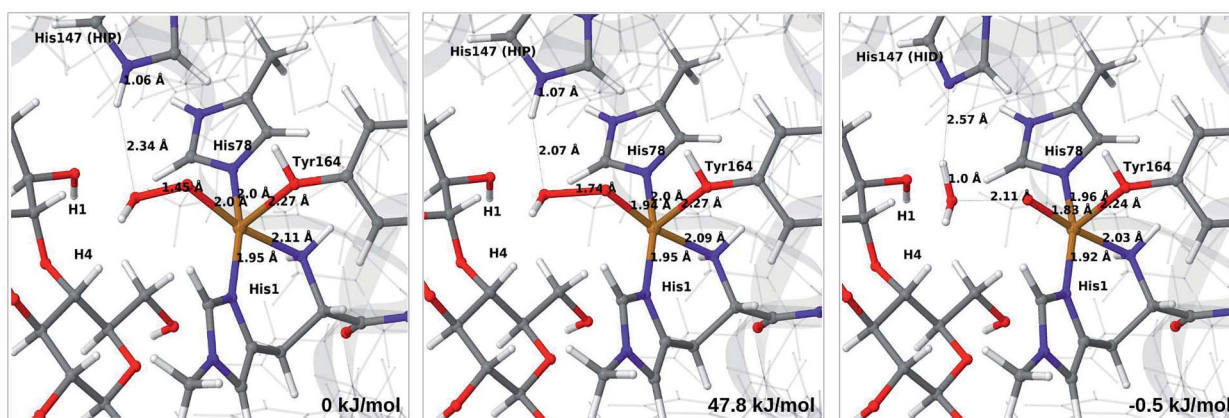 His147 (HIP)
1.06 Å
2.34 Å
His78
Tyr164
1.45 Å
2.0 Å
2.0 Å
2.27 Å
H1
2.11 Å
H4
1.95 Å
His1
0 kJ/mol
His147 (HIP)
1.07 Å
2.07 Å
His78
Tyr164
1.74 Å
2.0 Å
1.94 Å
2.27 Å
H1
2.09 Å
H4
1.95 Å
His1
47.8 kJ/mol
His147 (HID)
2.57 Å
His78
Tyr164
1.0 Å
2.11 Å
1.96 Å
1.83 Å
2.24 Å
H1
2.03 Å
H4
1.92 Å
His1
-0.5 kJ/mol